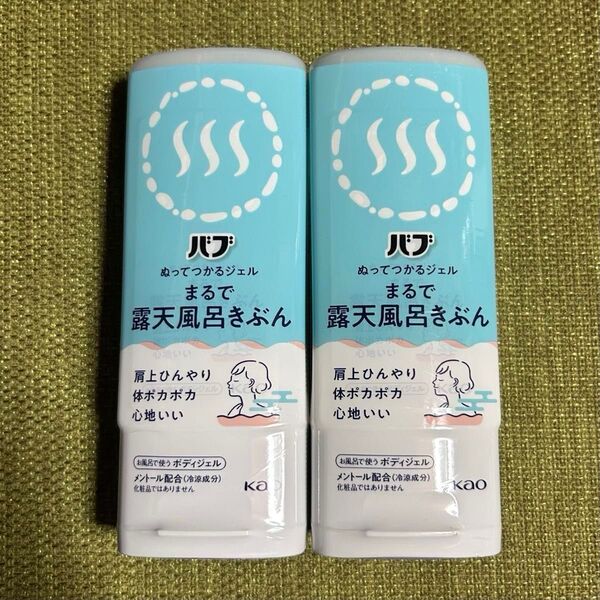 バブ
ぬってつかるジェル
まるで
露天風呂きぶん
肩上ひんやり
体ポカポカ
心地いい
お風呂で使う ボディジェル
メントール配合(冷涼成分)
化粧品ではありません
Kao
バブ
ぬってつかるジェル
まるで
露天風呂きぶん
肩上ひんやり
体ポカポカ
心地いい
お風呂で使う ボディジェル
メントール配合(冷涼成分)
化粧品ではありません
Kao